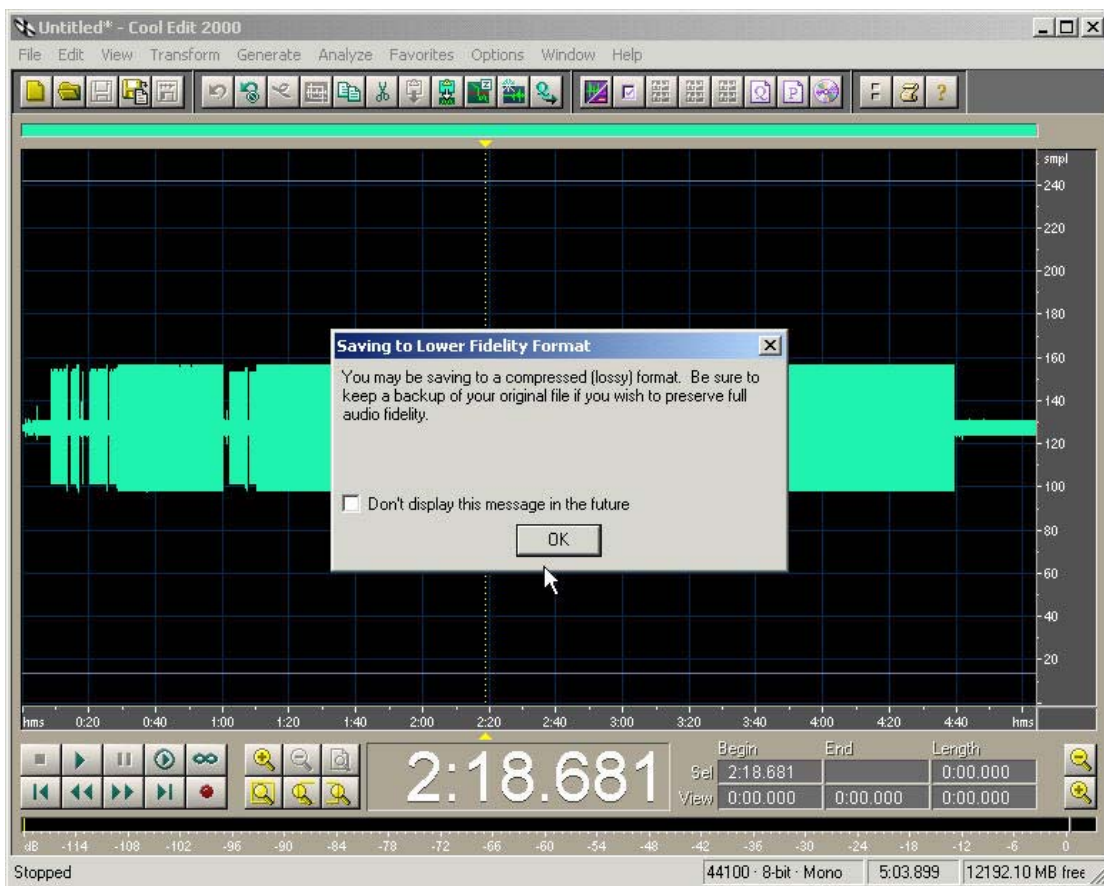 Untitled* - Cool Edit 2000
File Edit View Transform Generate Analyze Favorites Options Window Help
F ?
smpl
240
220
200
180
160
140
120
100
80
60
40
20
Saving to Lower Fidelity Format
You may be saving to a compressed (lossy) format. Be sure to
keep a backup of your original file if you wish to preserve full
audio fidelity.
Don't display this message in the future
OK
hms 0:20 0:40 1:00 1:20 1:40 2:00 2:20 2:40 3:00 3:20 3:40 4:00 4:20 4:40 hms
2:18.681
Begin End Length
Sel 2:18.681 0:00.000
View 0:00.000 0:00.000 0:00.000
dB -114 -108 -102 -96 -90 -84 -78 -72 -66 -60 -54 -48 -42 -36 -30 -24 -18 -12 -6 0
Stopped 44100 · 8-bit · Mono 5:03.899 12192.10 MB free